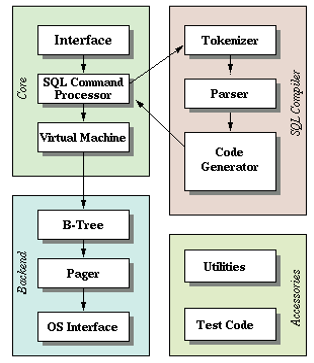 Core
Interface
SQL Command
Processor
Virtual Machine
SQL Compiler
Tokenizer
Parser
Code
Generator
Backend
B-Tree
Pager
OS Interface
Accessories
Utilities
Test Code